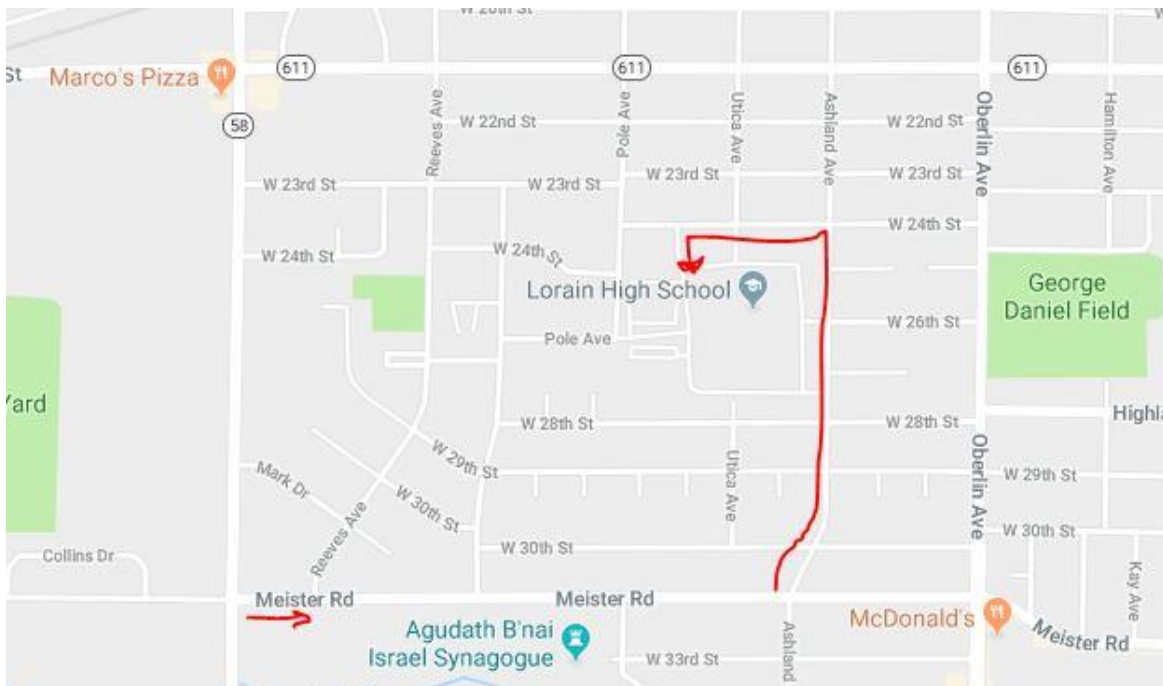 W 20th St
611
611
611
St
Marco's Pizza
58
Reeves Ave
W 22nd St
Pole Ave
Utica Ave
Ashland Ave
W 22nd St
Oberlin Ave
Hamilton Ave
W 23rd St
W 23rd St
W 23rd St
W 23rd St
W 24th St
W 24th St
W 24th St
Lorain High School
George
Daniel Field
W 26th St
Pole Ave
Yard
W 28th St
W 28th St
Highla
W 29th St
Utica Ave
Oberlin Ave
W 29th St
Mark Dr
W 30th St
W 30th St
Reeves Ave
W 30th St
Collins Dr
Kay Ave
Meister Rd
Meister Rd
McDonald's
Meister Rd
Agudath B'nai
Israel Synagogue
Ashland
W 33rd St